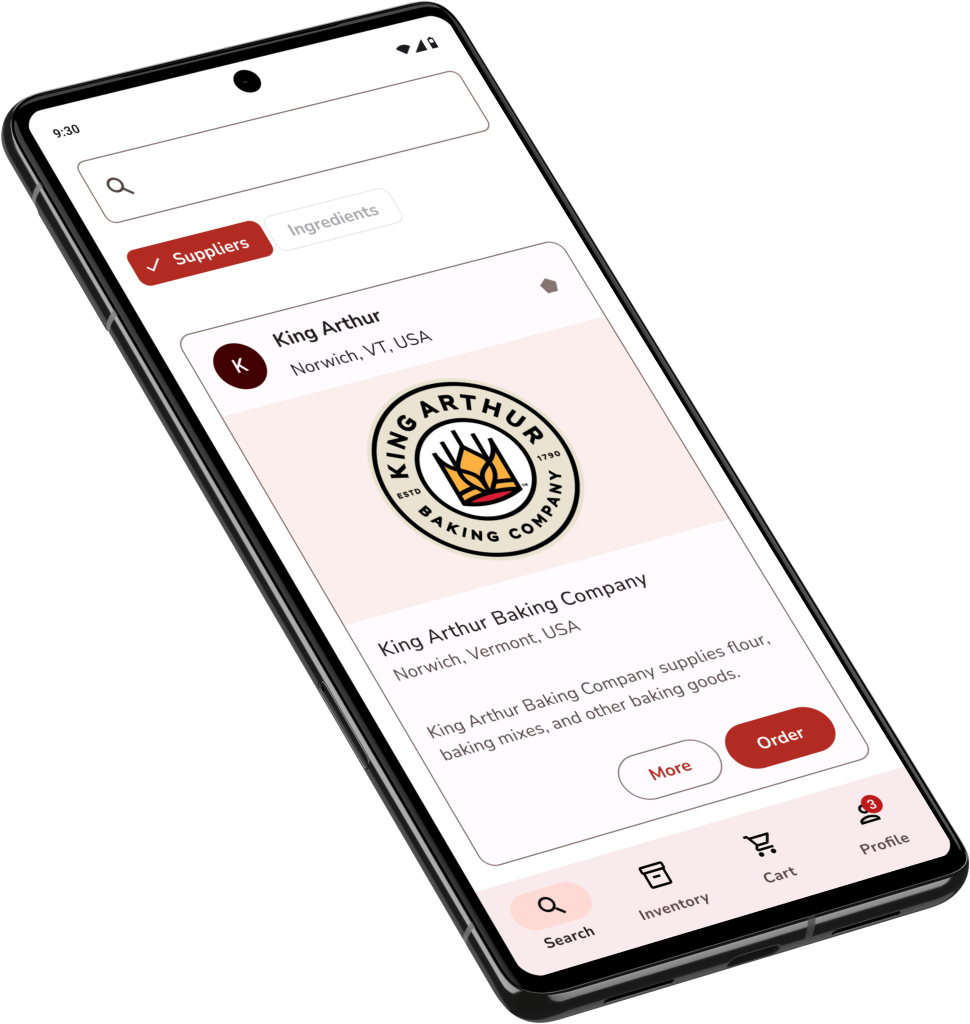 9:30
Suppliers
Ingredients
K
King Arthur
Norwich, VT, USA
KING ARTHUR
ESTD
1790
™
BAKING COMPANY
King Arthur Baking Company
Norwich, Vermont, USA
King Arthur Baking Company supplies flour,
baking mixes, and other baking goods.
More
Order
3
Search
Inventory
Cart
Profile